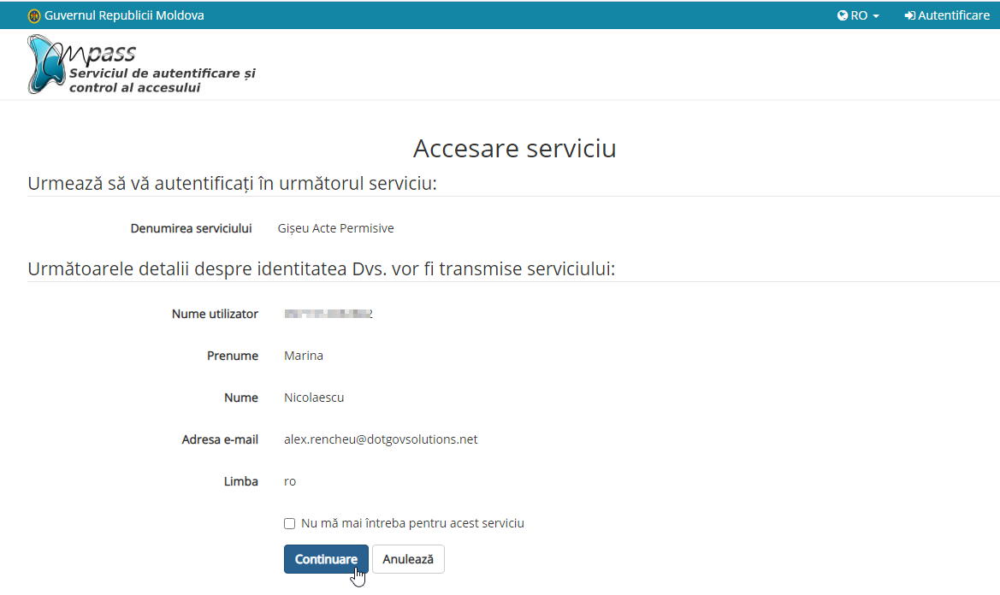 Guvernul Republicii Moldova
RO
Autentificare
Mpass
Serviciul de autentificare și
control al accesului
Accesare serviciu
Urmează să vă autentificați în următorul serviciu:
Denumirea serviciului Gișeu Acte Permisive
Următoarele detalii despre identitatea Dvs. vor fi transmise serviciului:
Nume utilizator
Prenume Marina
Nume Nicolaescu
Adresa e-mail alex.rencheu@dotgovsolutions.net
Limba ro
Nu mă mai întreba pentru acest serviciu
Continuare Anulează